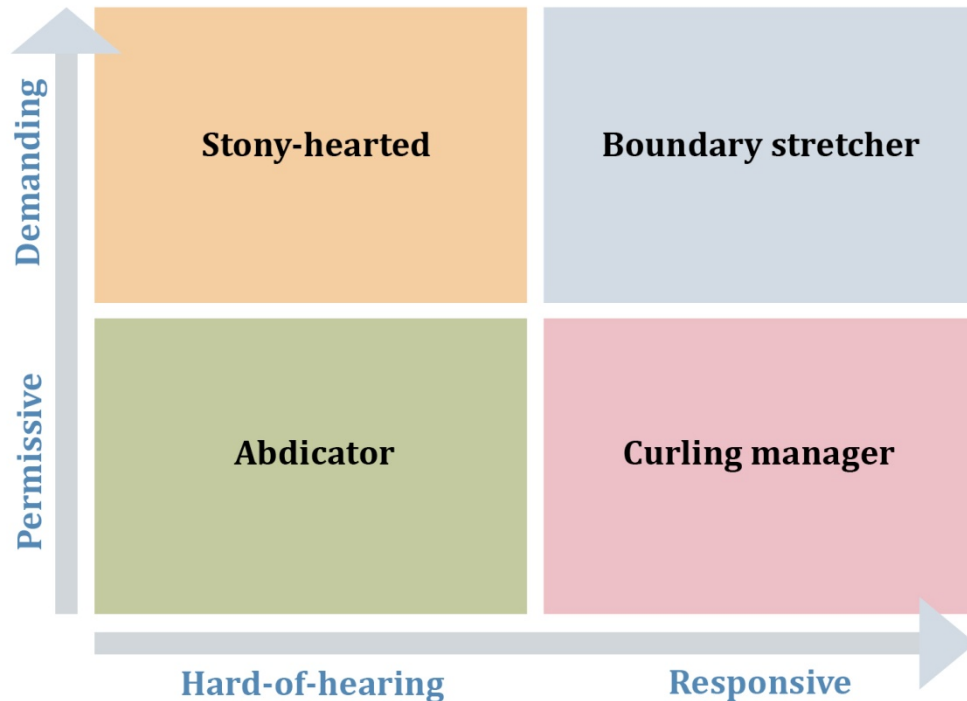 Demanding
Stony-hearted
Boundary stretcher
Permissive
Abdicator
Curling manager
Hard-of-hearing
Responsive